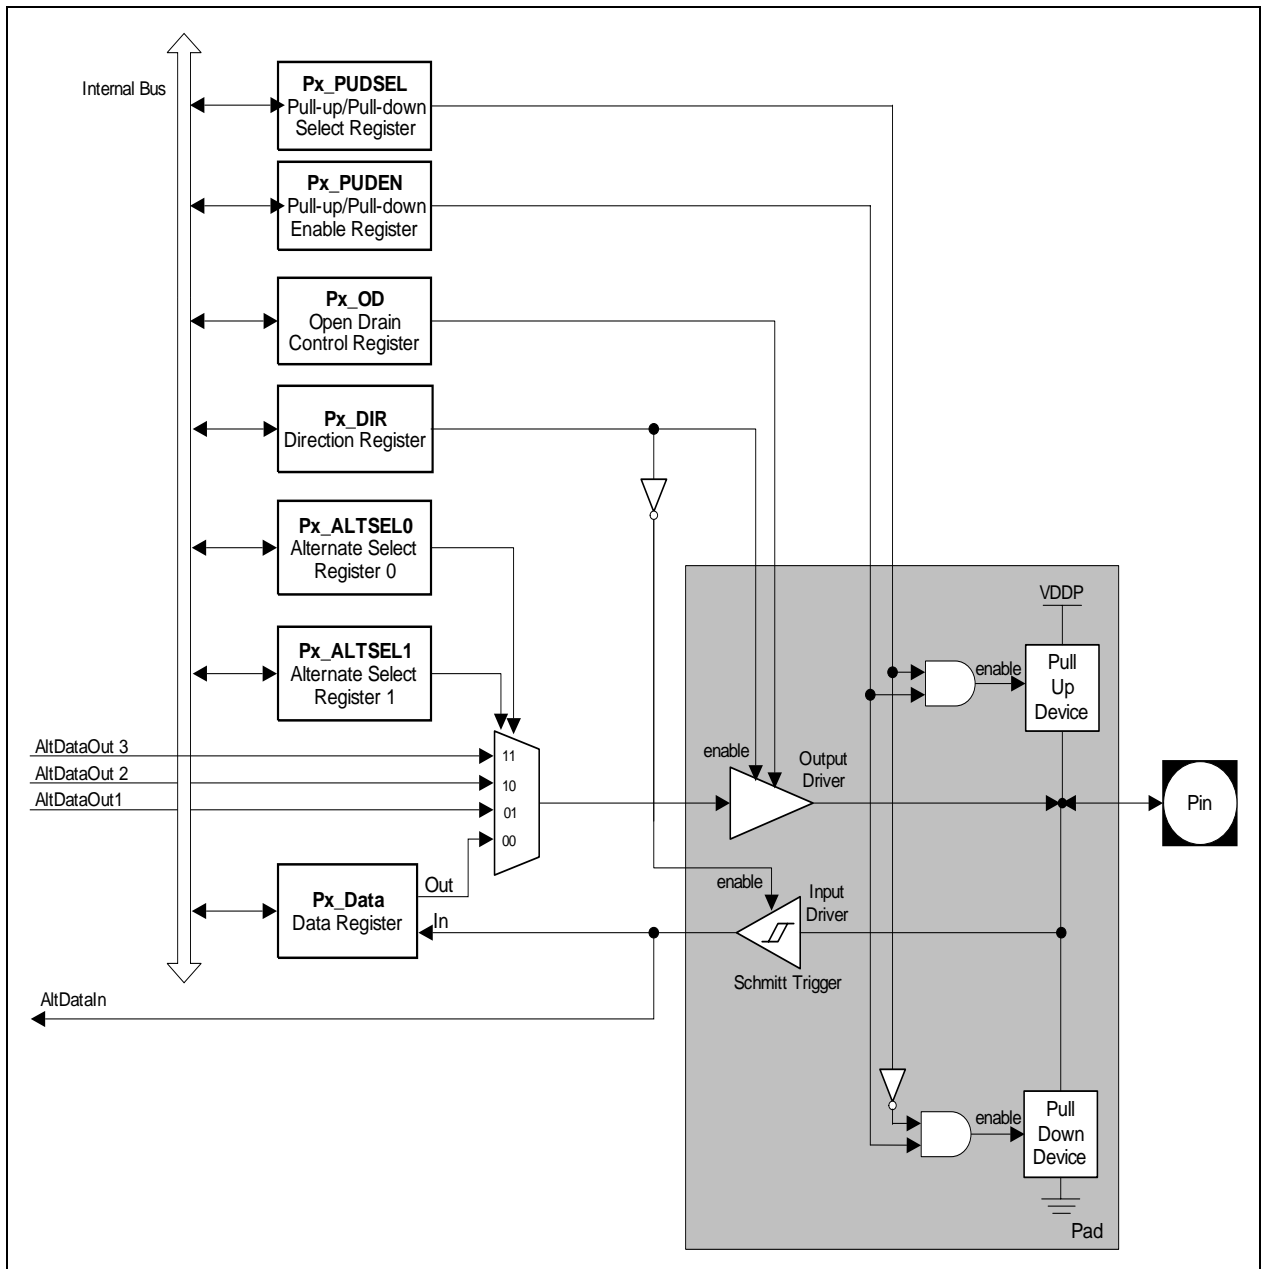 Internal Bus
Px_PUDSEL
Pull-up/Pull-down
Select Register
Px_PUDEN
Pull-up/Pull-down
Enable Register
Px_OD
Open Drain
Control Register
Px_DIR
Direction Register
Px_ALTSEL0
Alternate Select
Register 0
Px_ALTSEL1
Alternate Select
Register 1
AltDataOut 3
AltDataOut 2
AltDataOut1
11
10
01
00
Px_Data
Data Register
Out
In
AltDataIn
enable
Output
Driver
enable
Input
Driver
Schmitt Trigger
VDDP
enable
Pull
Up
Device
Pin
enable
Pull
Down
Device
Pad